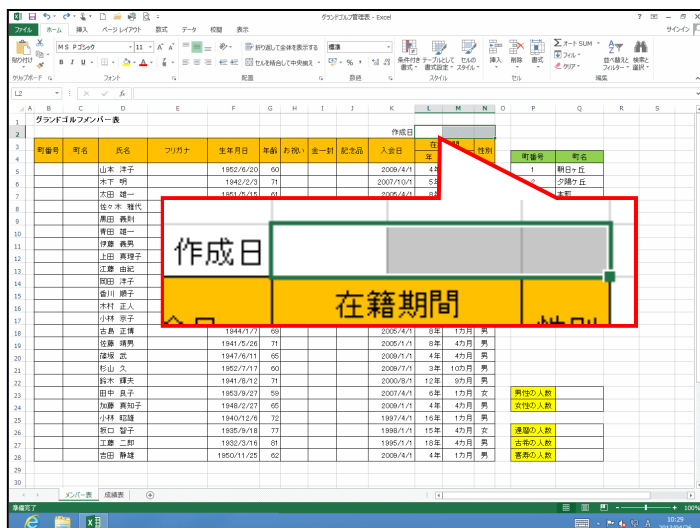 グランドゴルフ管理表 - Excel
サインイン
ファイル ホーム 挿入 ページレイアウト 数式 データ 校閲 表示
ＭＳ Ｐゴシック 11 折り返して全体を表示する 標準 オート SUM
貼り付け セルを結合して中央揃え 条件付き書式 テーブルとして書式設定 セルのスタイル 挿入 削除 書式 フィル クリア 並べ替えとフィルター 検索と選択
クリップボード フォント 配置 数値 スタイル セル 編集
L2
A B C D E F G H I J K L M N O P Q R S
グランドゴルフメンバー表
作成日
町番号 町名 氏名 フリガナ 生年月日 年齢 お祝い 金一封 記念品 入会日 年 性別 町番号 町名
山本 洋子 1952/6/20 60 2009/4/1 1 朝日ヶ丘
木下 明 1942/2/3 71 2007/10/1 夕陽ケ丘
太田 雄一 1951/5/15 61 2005/4/1
佐々木 雅代
黒田 義則
青田 雄一
伊藤 義男
上田 真理子
江藤 由紀
岡田 洋子
香川 順子
木村 正人
小林 京子
作成日
在籍期間
古島 正博 1944/1/7 69 2005/4/1 8年 1カ月 男
佐藤 靖男 1941/5/26 71 2005/1/1 8年 4カ月 男
篠塚 武 1947/6/11 65 2009/1/1 4年 4カ月 男
杉山 久 1952/7/17 60 2009/7/1 3年 10カ月 男
鈴木 輝夫 1941/8/12 71 2000/8/1 12年 9カ月 男
田中 良子 1953/9/27 59 2007/4/1 6年 1カ月 女 男性の人数
加藤 真知子 1948/2/27 65 2009/1/1 4年 4カ月 男 女性の人数
小林 昭雄 1940/12/6 72 1997/4/1 16年 1カ月 男
坂口 智子 1935/9/18 77 1998/1/1 15年 4カ月 女 還暦の人数
工藤 二郎 1932/3/16 81 1995/1/1 18年 4カ月 男 古希の人数
吉田 静雄 1950/11/25 62 2009/4/1 4年 1カ月 男 喜寿の人数
メンバー表 成績表
準備完了 100%
10:29